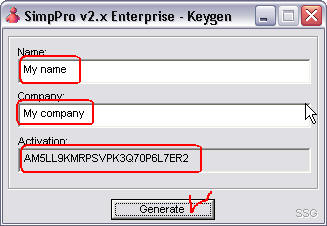 SimpPro v2.x Enterprise - Keygen
Name:
My name
Company:
My company
Activation:
AM5LL9KMRPSVPK3Q70P6L7ER2
Generate
SSG